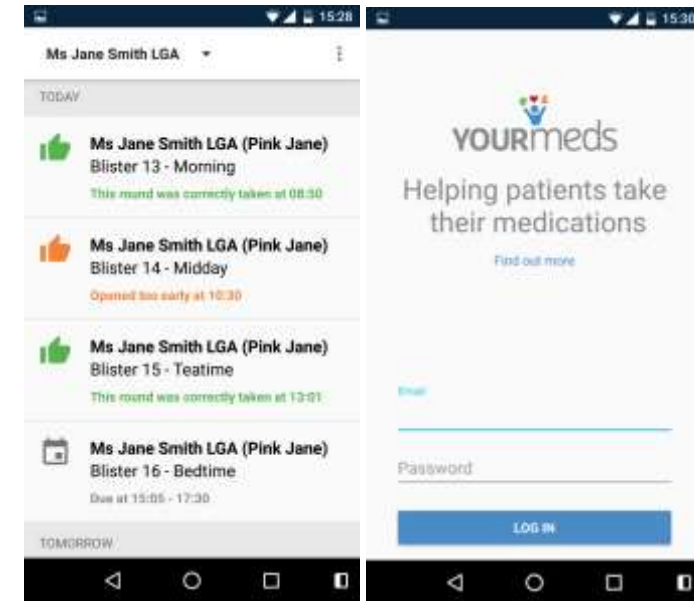 15:28
Ms Jane Smith LGA
TODAY
Ms Jane Smith LGA (Pink Jane)
Blister 13 - Morning
This round was correctly taken at 08:50
Ms Jane Smith LGA (Pink Jane)
Blister 14 - Midday
Opened too early at 10:30
Ms Jane Smith LGA (Pink Jane)
Blister 15 - Teatime
This round was correctly taken at 13:01
Ms Jane Smith LGA (Pink Jane)
Blister 16 - Bedtime
Due at 15:05 - 17:30
TOMORROW
15:30
YOURmeds
Helping patients take
their medications
Find out more
Email
Password
LOG IN